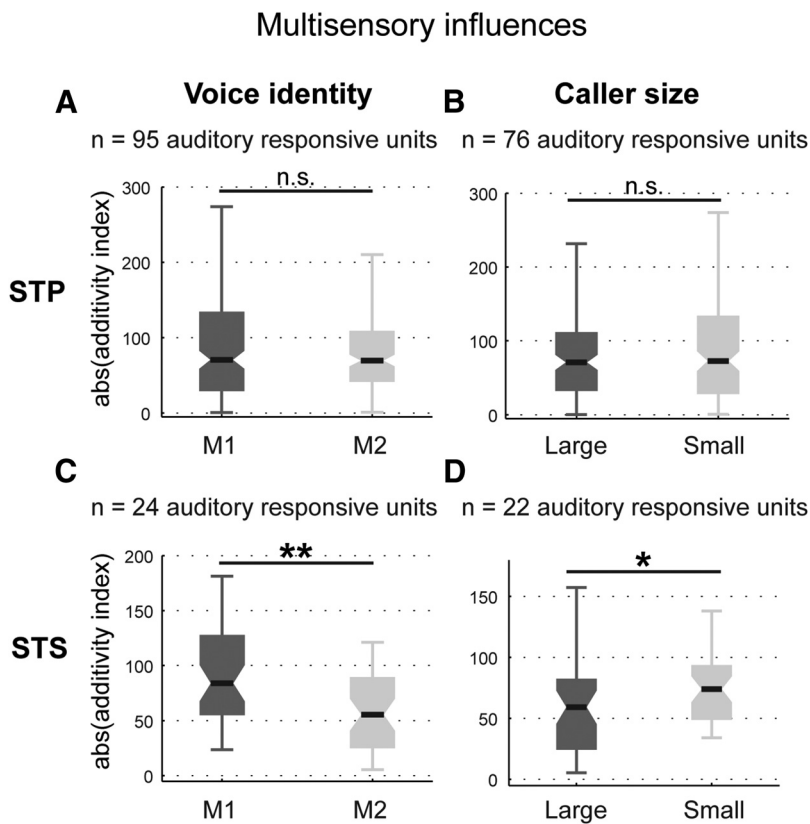 Multisensory influences
A Voice identity
n = 95 auditory responsive units
B Caller size
n = 76 auditory responsive units
STP
abs(additivity index)
300
200
100
0
n.s.
M1 M2
300
200
100
0
n.s.
Large Small
C
n = 24 auditory responsive units
D
n = 22 auditory responsive units
STS
abs(additivity index)
200
150
100
50
0
**
M1 M2
150
100
50
0
*
Large Small